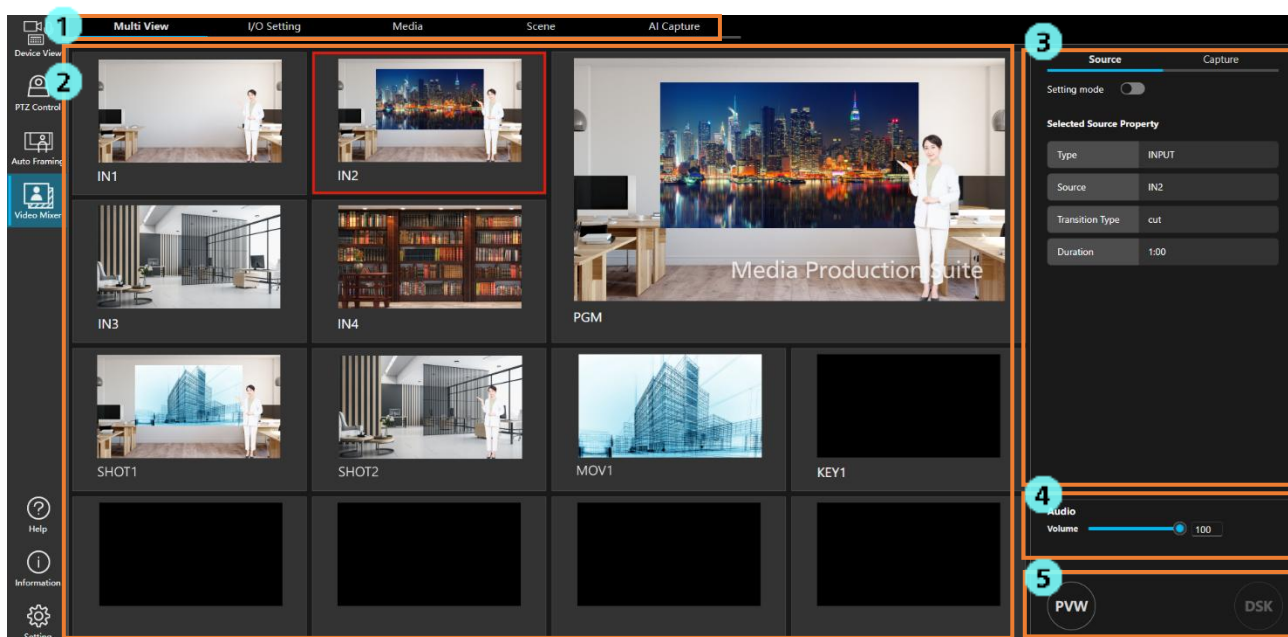 1
Multi View I/O Setting Media Scene AI Capture
Device View
2
PTZ Control
Auto Framing
Video Mixer
Help
Information
Setting
IN1
IN2
Media Production Suite
PGM
IN3
IN4
SHOT1
SHOT2
MOV1
KEY1
3
Source Capture
Setting mode
Selected Source Property
Type INPUT
Source IN2
Transition Type cut
Duration 1:00
4
Audio
Volume 100
5
PVW DSK